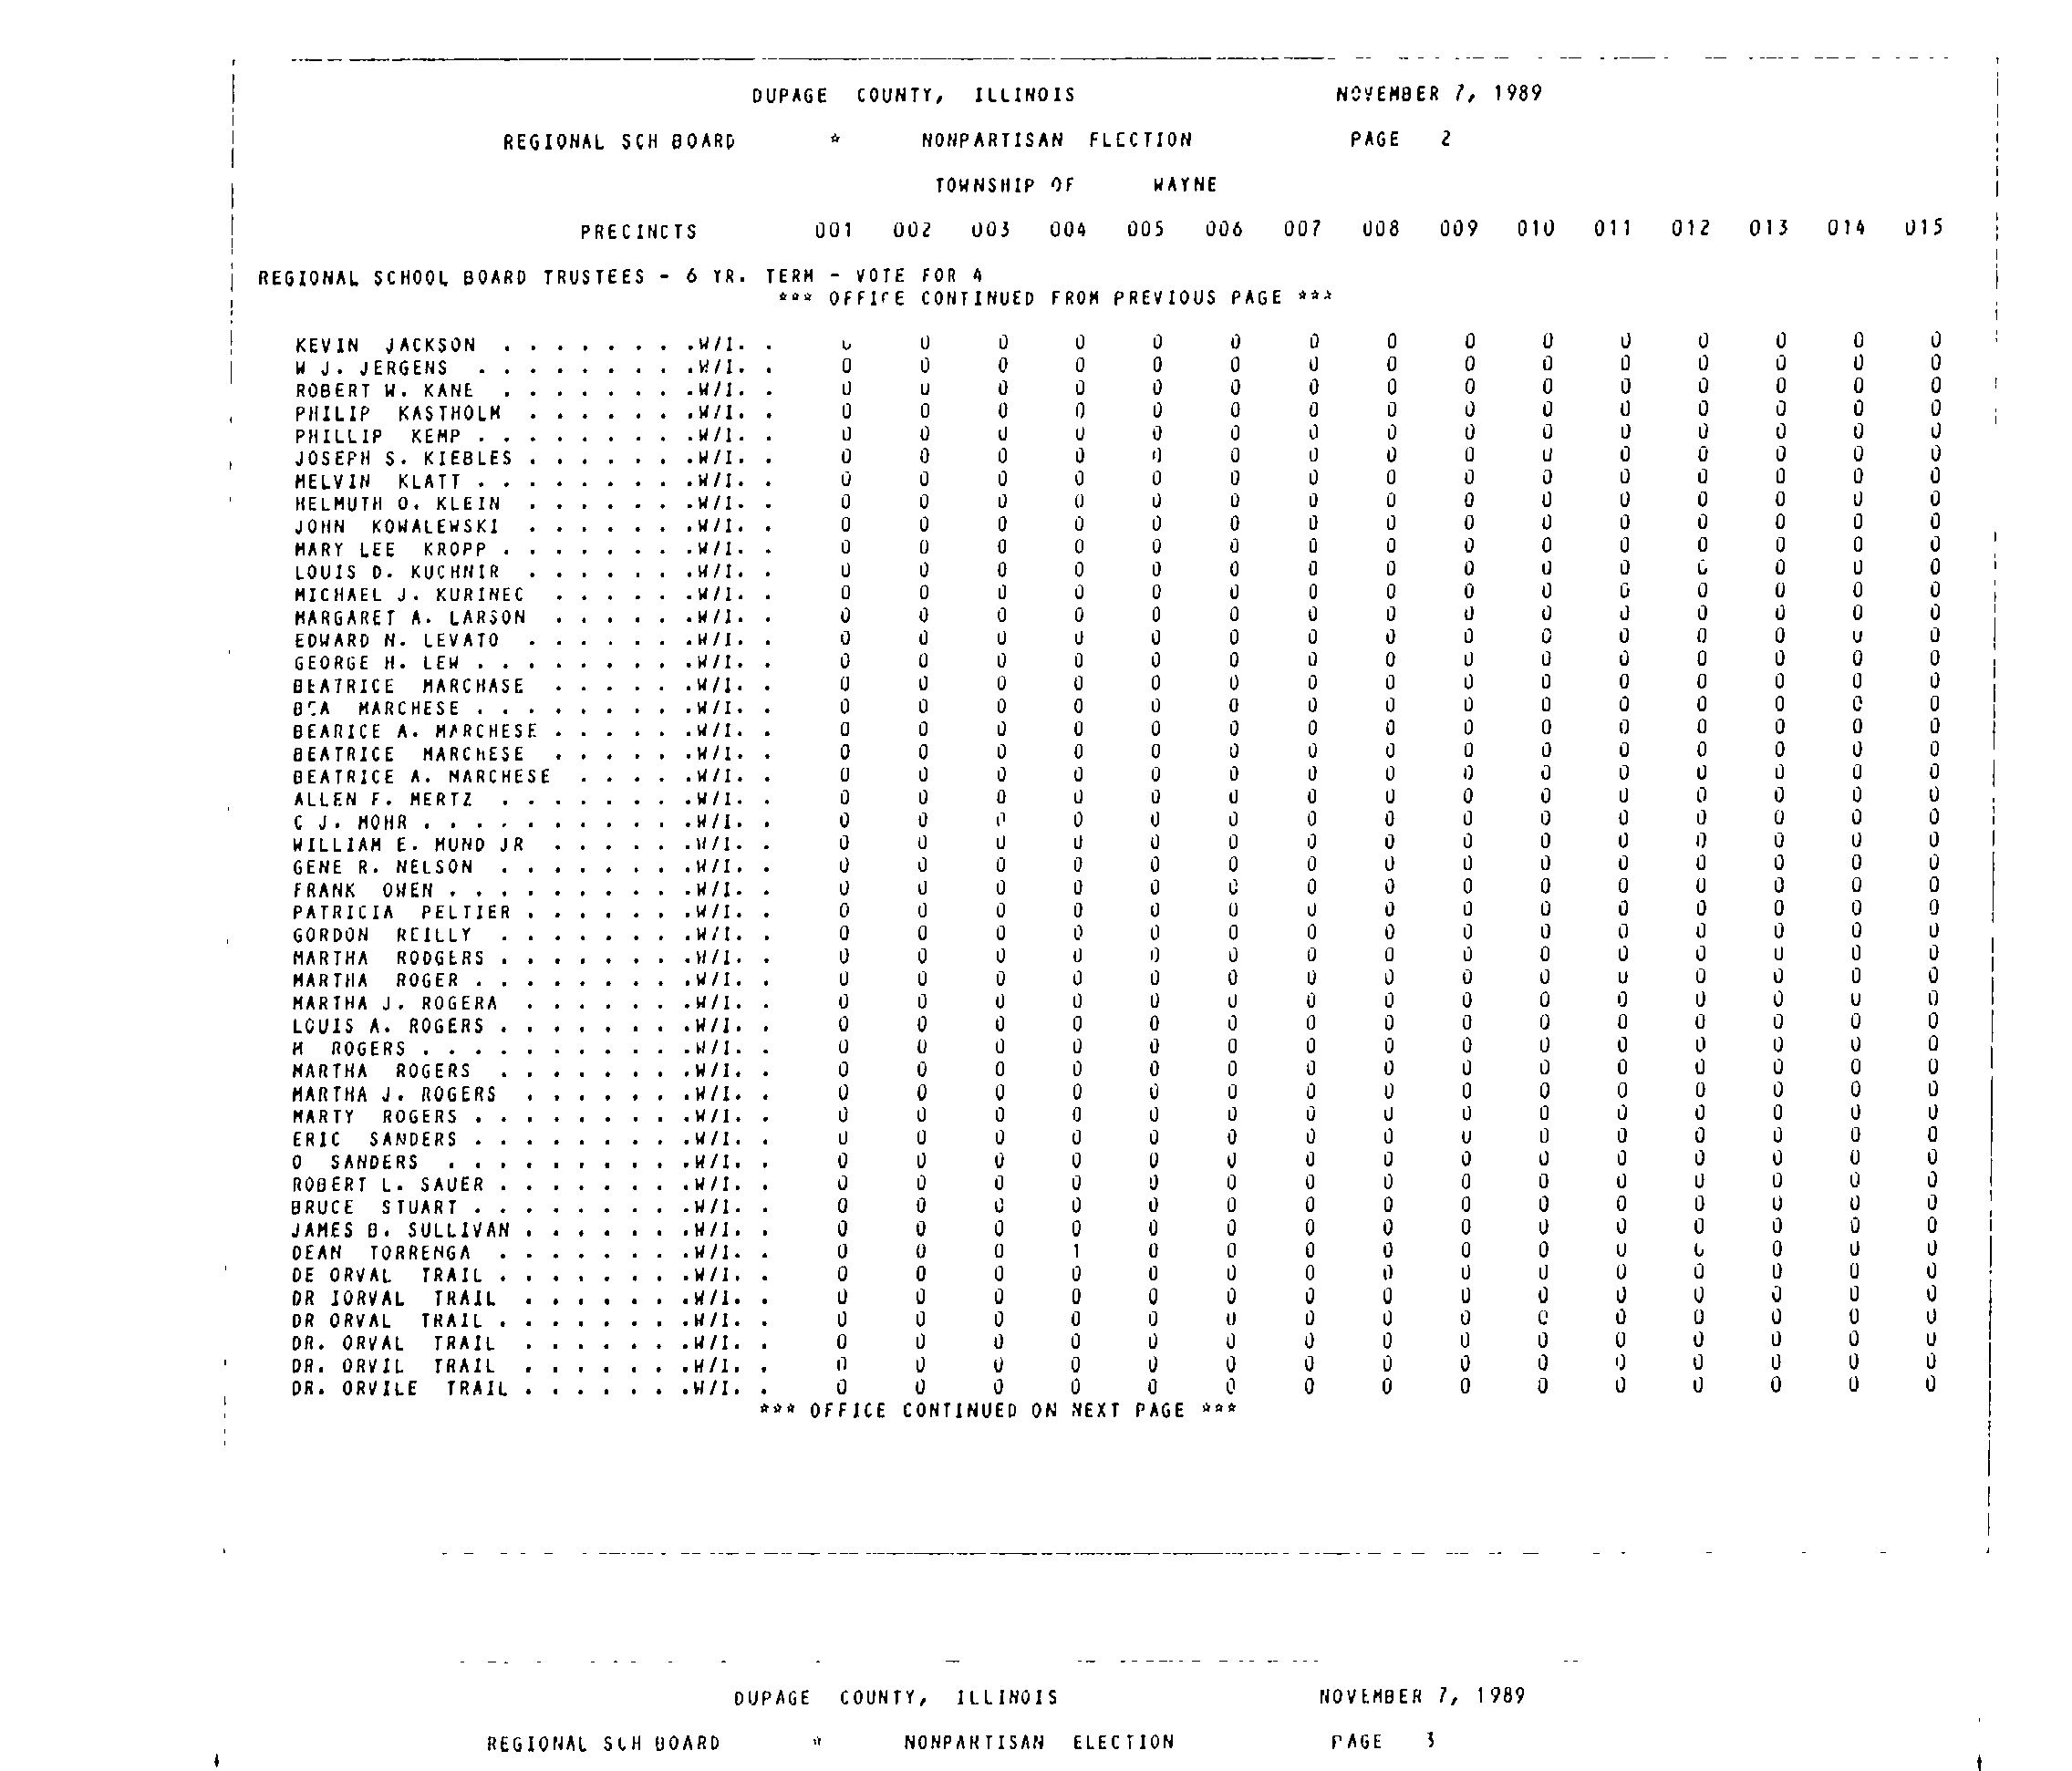 DUPAGE COUNTY, ILLINOIS NOVEMBER 7, 1989
REGIONAL SCH BOARD * NONPARTISAN ELECTION PAGE 2
TOWNSHIP OF WAYNE
PRECINCTS 001 002 003 004 005 006 007 008 009 010 011 012 013 014 015
REGIONAL SCHOOL BOARD TRUSTEES - 6 YR. TERM - VOTE FOR 4
*** OFFICE CONTINUED FROM PREVIOUS PAGE ***
KEVIN JACKSON . . . . . . . .W/I. . 0 0 0 0 0 0 0 0 0 0 0 0 0 0 0
W J. JERGENS . . . . . . . . .W/I. . 0 0 0 0 0 0 0 0 0 0 0 0 0 0 0
ROBERT W. KANE . . . . . . . .W/I. . 0 0 0 0 0 0 0 0 0 0 0 0 0 0 0
PHILIP KASTHOLM . . . . . . .W/I. . 0 0 0 0 0 0 0 0 0 0 0 0 0 0 0
PHILLIP KEMP . . . . . . . . .W/I. . 0 0 0 0 0 0 0 0 0 0 0 0 0 0 0
JOSEPH S. KIEBLES . . . . . . .W/I. . 0 0 0 0 0 0 0 0 0 0 0 0 0 0 0
MELVIN KLATT . . . . . . . . .W/I. . 0 0 0 0 0 0 0 0 0 0 0 0 0 0 0
HELMUTH O. KLEIN . . . . . . .W/I. . 0 0 0 0 0 0 0 0 0 0 0 0 0 0 0
JOHN KOWALEWSKI . . . . . . .W/I. . 0 0 0 0 0 0 0 0 0 0 0 0 0 0 0
MARY LEE KROPP . . . . . . . .W/I. . 0 0 0 0 0 0 0 0 0 0 0 0 0 0 0
LOUIS D. KUCHNIR . . . . . . .W/I. . 0 0 0 0 0 0 0 0 0 0 0 0 0 0 0
MICHAEL J. KURINEC . . . . . .W/I. . 0 0 0 0 0 0 0 0 0 0 0 0 0 0 0
MARGARET A. LARSON . . . . . .W/I. . 0 0 0 0 0 0 0 0 0 0 0 0 0 0 0
EDWARD N. LEVATO . . . . . . .W/I. . 0 0 0 0 0 0 0 0 0 0 0 0 0 0 0
GEORGE H. LEW . . . . . . . . .W/I. . 0 0 0 0 0 0 0 0 0 0 0 0 0 0 0
BEATRICE MARCHASE . . . . . .W/I. . 0 0 0 0 0 0 0 0 0 0 0 0 0 0 0
BEA MARCHESE . . . . . . . . .W/I. . 0 0 0 0 0 0 0 0 0 0 0 0 0 0 0
BEARICE A. MARCHESE . . . . . .W/I. . 0 0 0 0 0 0 0 0 0 0 0 0 0 0 0
BEATRICE MARCHESE . . . . . .W/I. . 0 0 0 0 0 0 0 0 0 0 0 0 0 0 0
BEATRICE A. MARCHESE . . . . .W/I. . 0 0 0 0 0 0 0 0 0 0 0 0 0 0 0
ALLEN F. MERTZ . . . . . . . .W/I. . 0 0 0 0 0 0 0 0 0 0 0 0 0 0 0
C J. MOHR . . . . . . . . . . .W/I. . 0 0 0 0 0 0 0 0 0 0 0 0 0 0 0
WILLIAM E. MUND JR . . . . . .W/I. . 0 0 0 0 0 0 0 0 0 0 0 0 0 0 0
GENE R. NELSON . . . . . . . .W/I. . 0 0 0 0 0 0 0 0 0 0 0 0 0 0 0
FRANK OWEN . . . . . . . . . .W/I. . 0 0 0 0 0 0 0 0 0 0 0 0 0 0 0
PATRICIA PELTIER . . . . . . .W/I. . 0 0 0 0 0 0 0 0 0 0 0 0 0 0 0
GORDON REILLY . . . . . . . .W/I. . 0 0 0 0 0 0 0 0 0 0 0 0 0 0 0
MARTHA RODGERS . . . . . . . .W/I. . 0 0 0 0 0 0 0 0 0 0 0 0 0 0 0
MARTHA ROGER . . . . . . . . .W/I. . 0 0 0 0 0 0 0 0 0 0 0 0 0 0 0
MARTHA J. ROGERA . . . . . . .W/I. . 0 0 0 0 0 0 0 0 0 0 0 0 0 0 0
LOUIS A. ROGERS . . . . . . . .W/I. . 0 0 0 0 0 0 0 0 0 0 0 0 0 0 0
M ROGERS . . . . . . . . . . .W/I. . 0 0 0 0 0 0 0 0 0 0 0 0 0 0 0
MARTHA ROGERS . . . . . . . .W/I. . 0 0 0 0 0 0 0 0 0 0 0 0 0 0 0
MARTHA J. ROGERS . . . . . . .W/I. . 0 0 0 0 0 0 0 0 0 0 0 0 0 0 0
MARTY ROGERS . . . . . . . . .W/I. . 0 0 0 0 0 0 0 0 0 0 0 0 0 0 0
ERIC SANDERS . . . . . . . . .W/I. . 0 0 0 0 0 0 0 0 0 0 0 0 0 0 0
O SANDERS . . . . . . . . . .W/I. . 0 0 0 0 0 0 0 0 0 0 0 0 0 0 0
ROBERT L. SAUER . . . . . . . .W/I. . 0 0 0 0 0 0 0 0 0 0 0 0 0 0 0
BRUCE STUART . . . . . . . . .W/I. . 0 0 0 0 0 0 0 0 0 0 0 0 0 0 0
JAMES B. SULLIVAN . . . . . . .W/I. . 0 0 0 0 0 0 0 0 0 0 0 0 0 0 0
DEAN TORRENGA . . . . . . . .W/I. . 0 0 0 1 0 0 0 0 0 0 0 0 0 0 0
DE ORVAL TRAIL . . . . . . . .W/I. . 0 0 0 0 0 0 0 0 0 0 0 0 0 0 0
DR IORVAL TRAIL . . . . . . .W/I. . 0 0 0 0 0 0 0 0 0 0 0 0 0 0 0
DR ORVAL TRAIL . . . . . . . .W/I. . 0 0 0 0 0 0 0 0 0 0 0 0 0 0 0
DR. ORVAL TRAIL . . . . . . .W/I. . 0 0 0 0 0 0 0 0 0 0 0 0 0 0 0
DR. ORVIL TRAIL . . . . . . .W/I. . 0 0 0 0 0 0 0 0 0 0 0 0 0 0 0
DR. ORVILE TRAIL . . . . . . .W/I. . 0 0 0 0 0 0 0 0 0 0 0 0 0 0 0
*** OFFICE CONTINUED ON NEXT PAGE ***
DUPAGE COUNTY, ILLINOIS NOVEMBER 7, 1989
REGIONAL SCH BOARD * NONPARTISAN ELECTION PAGE 3